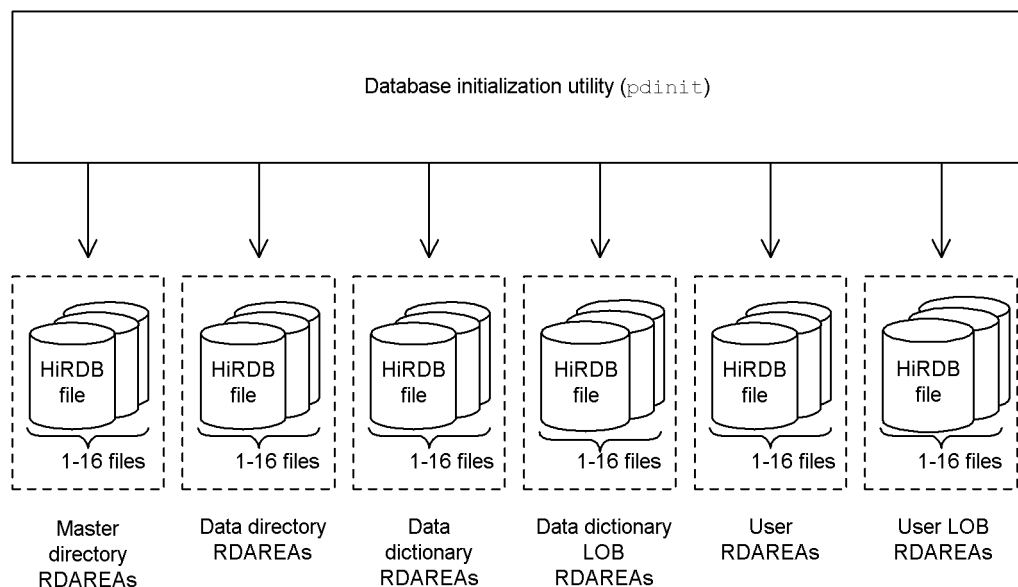 Database initialization utility (pdinit)
HiRDB
file
1-16 files
HiRDB
file
1-16 files
HiRDB
file
1-16 files
HiRDB
file
1-16 files
HiRDB
file
1-16 files
HiRDB
file
1-16 files
Master
directory
RDAREAs
Data directory
RDAREAs
Data
dictionary
RDAREAs
Data dictionary
LOB
RDAREAs
User
RDAREAs
User LOB
RDAREAs